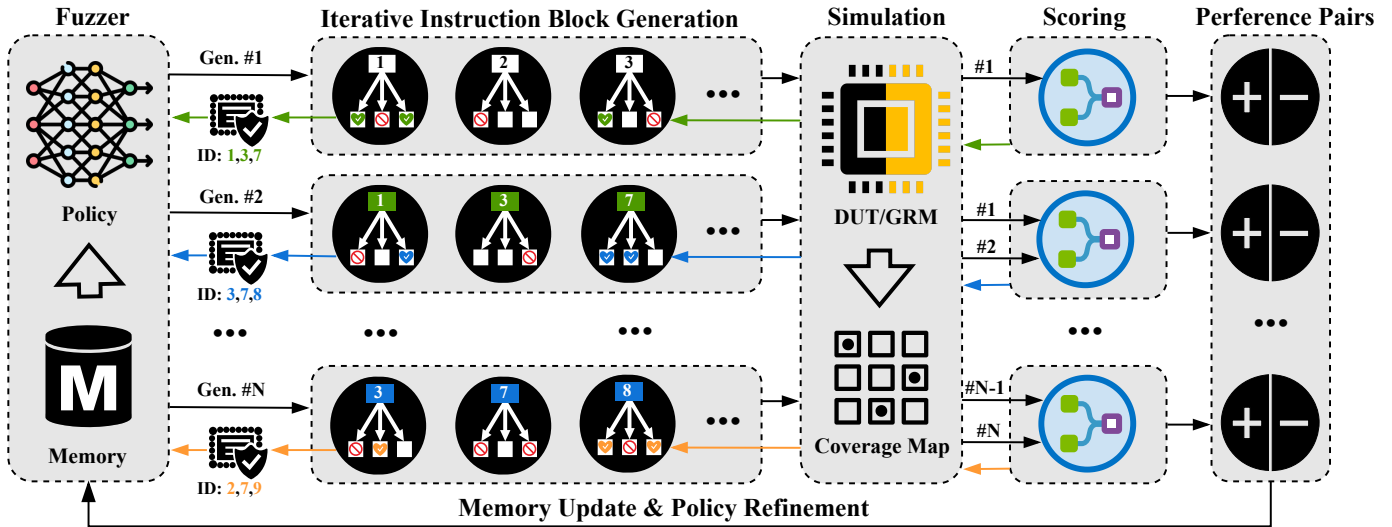 Fuzzer
Iterative Instruction Block Generation
Simulation
Scoring
Perference Pairs
Gen. #1
1
2
3
...
#1
ID: 1,3,7
Policy
Gen. #2
1
3
7
...
DUT/GRM
#1
#2
ID: 3,7,8
...
...
...
...
...
M
Memory
Gen. #N
3
7
8
...
Coverage Map
#N-1
#N
ID: 2,7,9
Memory Update & Policy Refinement